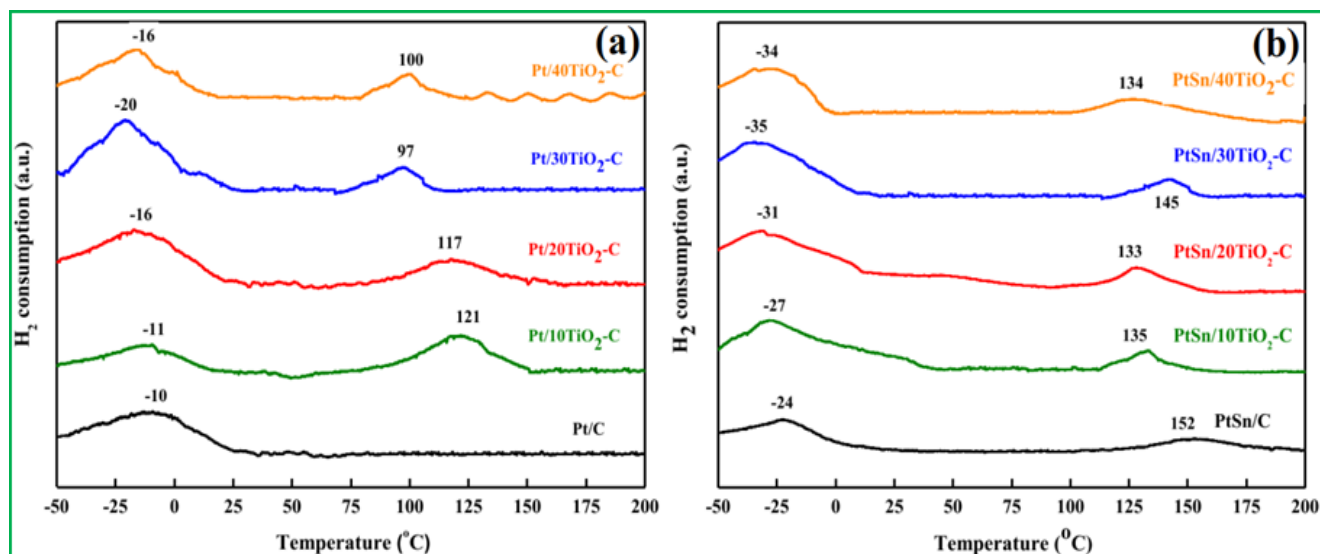 (a)
-16
100
Pt/40TiO2-C
-20
97
Pt/30TiO2-C
-16
117
Pt/20TiO2-C
-11
121
Pt/10TiO2-C
-10
Pt/C
H2 consumption (a.u.)
-50 -25 0 25 50 75 100 125 150 175 200
Temperature (°C)
(b)
-34
134
PtSn/40TiO2-C
-35
145
PtSn/30TiO2-C
-31
133
PtSn/20TiO2-C
-27
135
PtSn/10TiO2-C
-24
152
PtSn/C
H2 consumption (a.u.)
-50 -25 0 25 50 75 100 125 150 175 200
Temperature (OC)